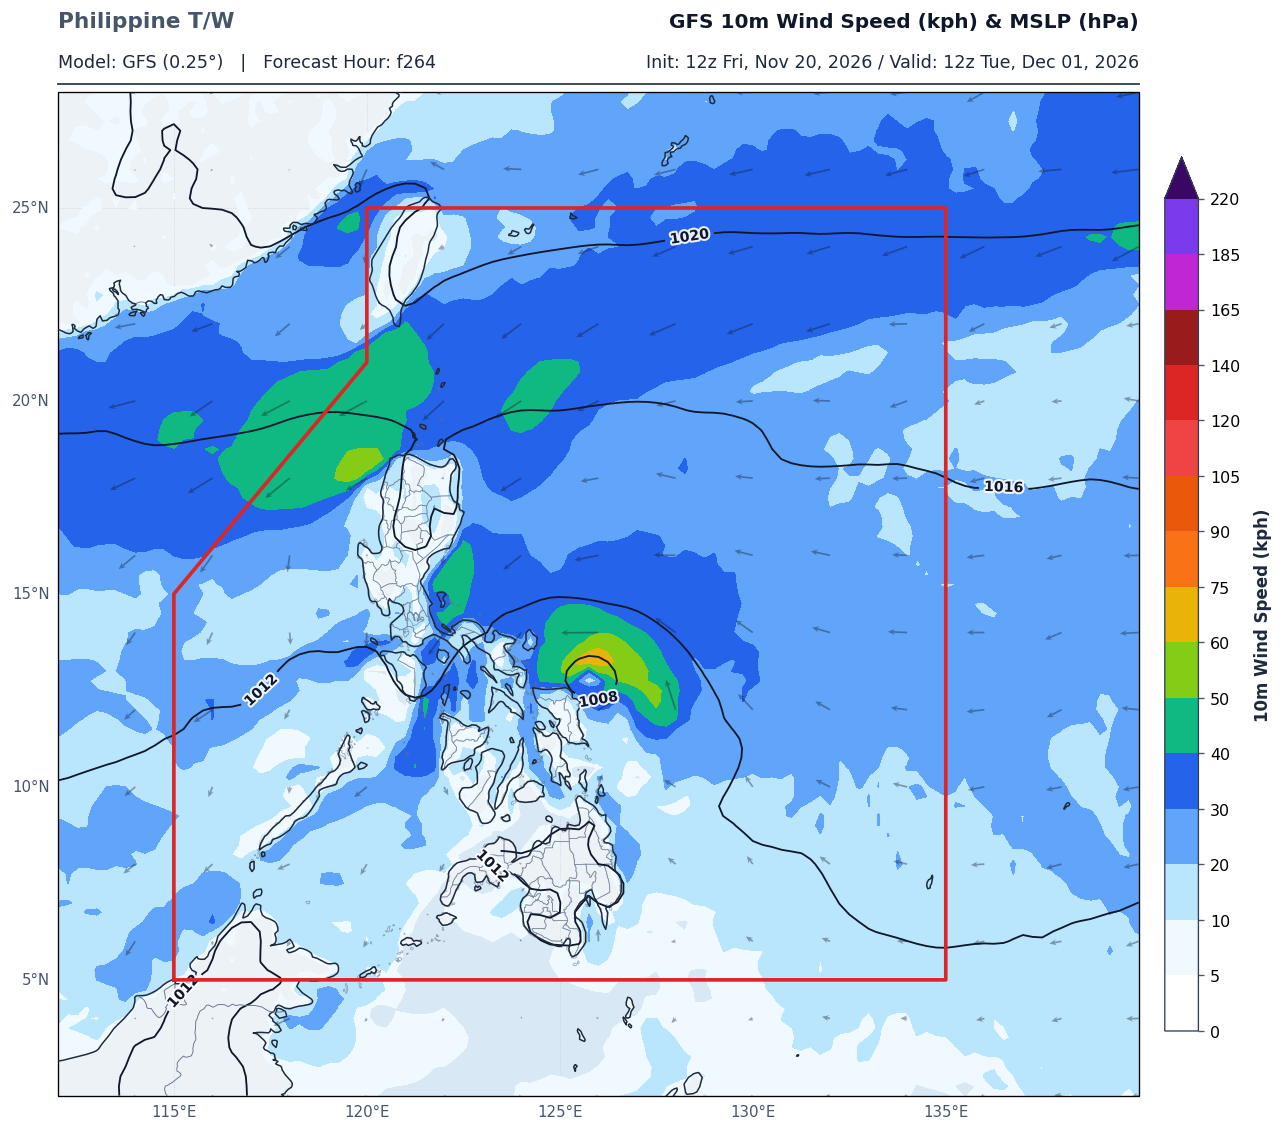 Philippine T/W
GFS 10m Wind Speed (kph) & MSLP (hPa)
Model: GFS (0.25°)   |   Forecast Hour: f264
Init: 12z Fri, Nov 20, 2026 / Valid: 12z Tue, Dec 01, 2026
25°N
20°N
15°N
10°N
5°N
115°E
120°E
125°E
130°E
135°E
1020
1016
1012
1008
1012
1012
220
185
165
140
120
105
90
75
60
50
40
30
20
10
5
0
10m Wind Speed (kph)